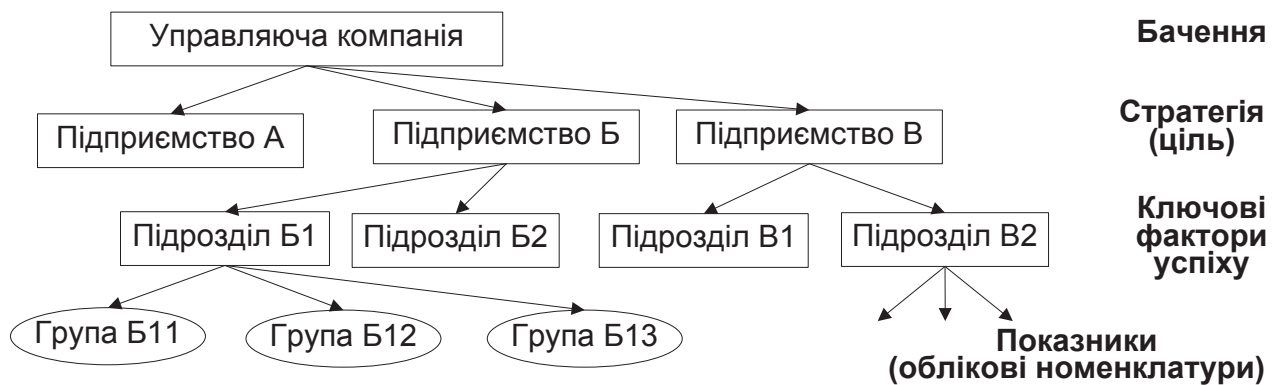 Управляюча компанія
Бачення
Підприємство А
Підприємство Б
Підприємство В
Стратегія
(ціль)
Підрозділ Б1
Підрозділ Б2
Підрозділ В1
Підрозділ В2
Ключові
фактори
успіху
Група Б11
Група Б12
Група Б13
Показники
(облікові номенклатури)